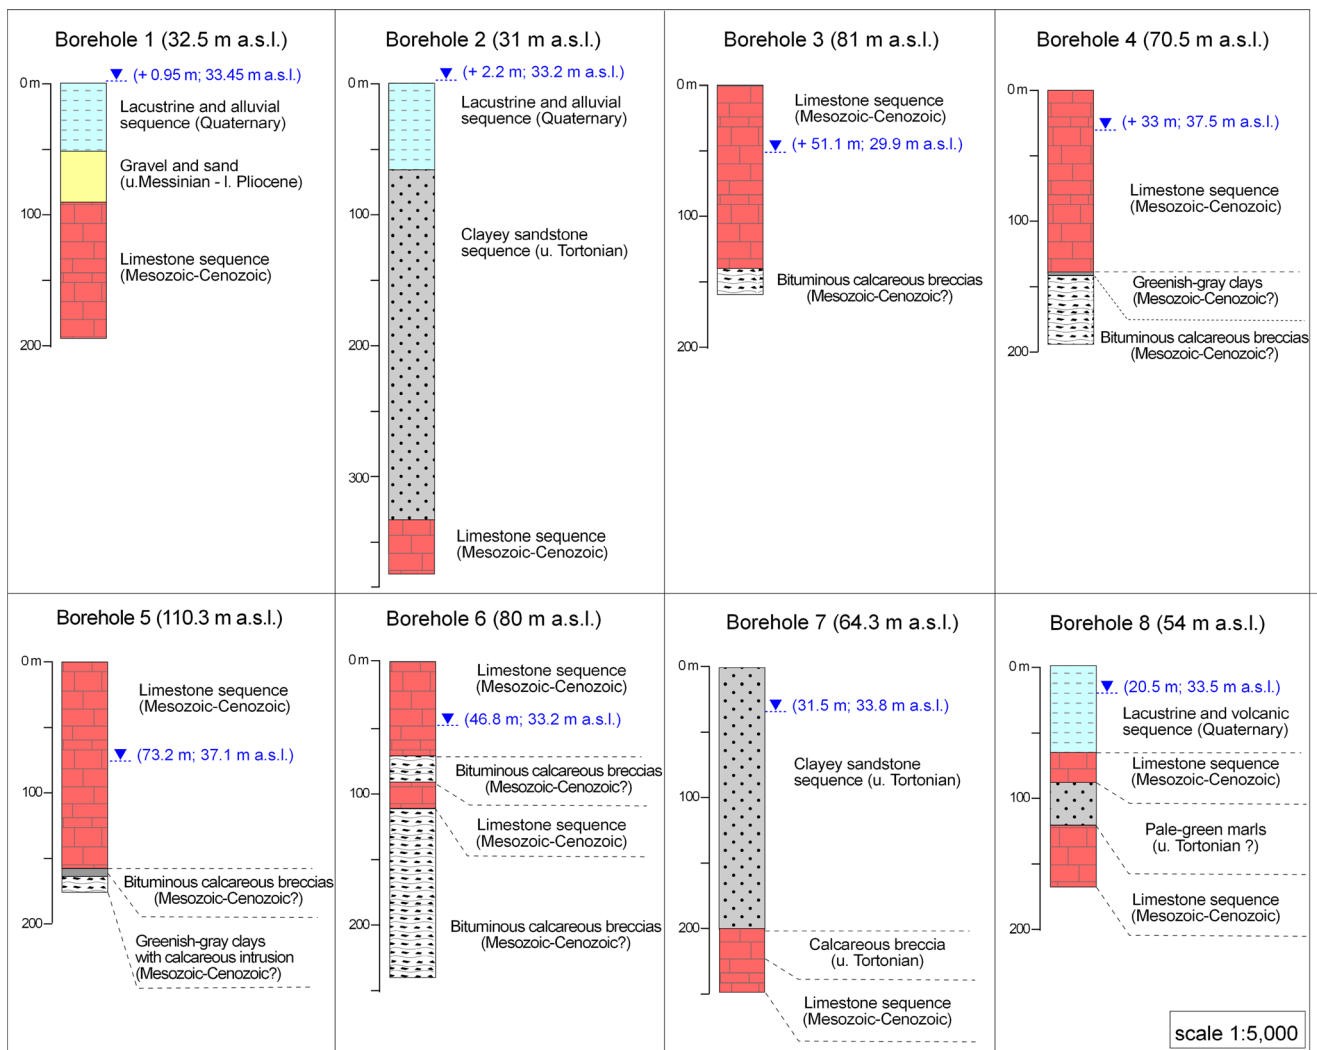 Borehole 1 (32.5 m a.s.l.)
0 m
(+ 0.95 m; 33.45 m a.s.l.)
Lacustrine and alluvial
sequence (Quaternary)
Gravel and sand
(u.Messinian - l. Pliocene)
100
Limestone sequence
(Mesozoic-Cenozoic)
200
Borehole 2 (31 m a.s.l.)
0 m
(+ 2.2 m; 33.2 m a.s.l.)
Lacustrine and alluvial
sequence (Quaternary)
100
Clayey sandstone
sequence (u. Tortonian)
200
300
Limestone sequence
(Mesozoic-Cenozoic)
Borehole 3 (81 m a.s.l.)
0 m
Limestone sequence
(Mesozoic-Cenozoic)
(+ 51.1 m; 29.9 m a.s.l.)
100
Bituminous calcareous breccias
(Mesozoic-Cenozoic?)
200
Borehole 4 (70.5 m a.s.l.)
0 m
(+ 33 m; 37.5 m a.s.l.)
Limestone sequence
(Mesozoic-Cenozoic)
100
Greenish-gray clays
(Mesozoic-Cenozoic?)
Bituminous calcareous breccias
(Mesozoic-Cenozoic?)
200
Borehole 5 (110.3 m a.s.l.)
0 m
Limestone sequence
(Mesozoic-Cenozoic)
(73.2 m; 37.1 m a.s.l.)
100
Bituminous calcareous breccias
(Mesozoic-Cenozoic?)
200
Greenish-gray clays
with calcareous intrusion
(Mesozoic-Cenozoic?)
Borehole 6 (80 m a.s.l.)
0 m
Limestone sequence
(Mesozoic-Cenozoic)
(46.8 m; 33.2 m a.s.l.)
Bituminous calcareous breccias
(Mesozoic-Cenozoic?)
100
Limestone sequence
(Mesozoic-Cenozoic)
200
Bituminous calcareous breccias
(Mesozoic-Cenozoic?)
Borehole 7 (64.3 m a.s.l.)
0 m
(31.5 m; 33.8 m a.s.l.)
Clayey sandstone
sequence (u. Tortonian)
100
200
Calcareous breccia
(u. Tortonian)
Limestone sequence
(Mesozoic-Cenozoic)
Borehole 8 (54 m a.s.l.)
0 m
(20.5 m; 33.5 m a.s.l.)
Lacustrine and volcanic
sequence (Quaternary)
Limestone sequence
(Mesozoic-Cenozoic)
100
Pale-green marls
(u. Tortonian ?)
Limestone sequence
(Mesozoic-Cenozoic)
200
scale 1:5,000